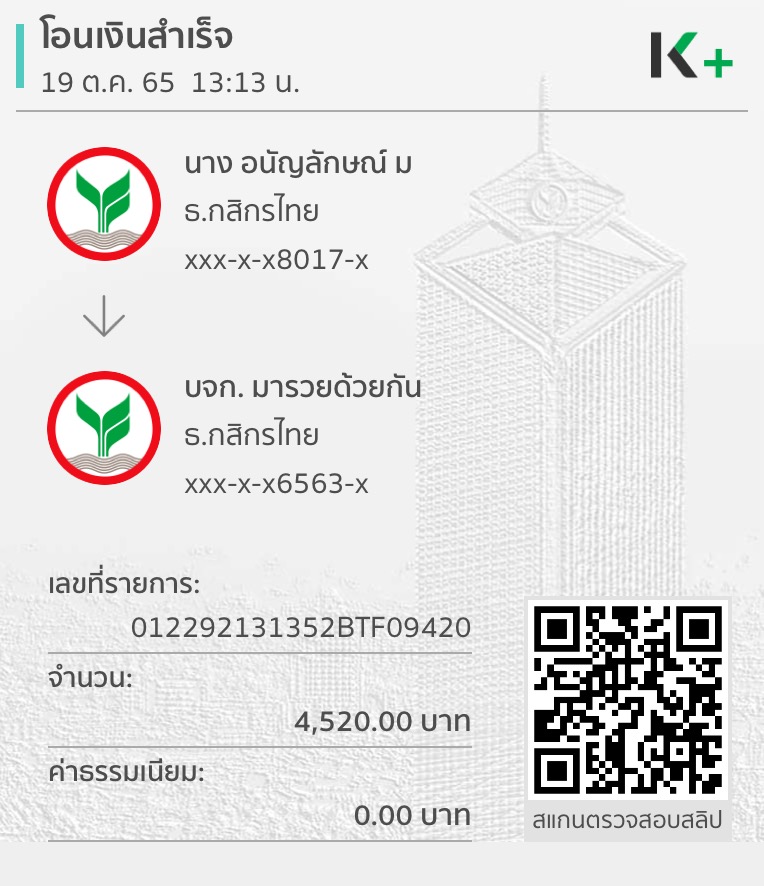 โอนเงินสำเร็จ
19 ต.ค. 65 13:13 น.
K+
นาง อนัญลักษณ์ ม
ธ.กสิกรไทย
xxx-x-x8017-x
บจก. มารวยด้วยกัน
ธ.กสิกรไทย
xxx-x-x6563-x
เลขที่รายการ:
012292131352BTF09420
จำนวน:
4,520.00 บาท
ค่าธรรมเนียม:
0.00 บาท
สแกนตรวจสอบสลิป